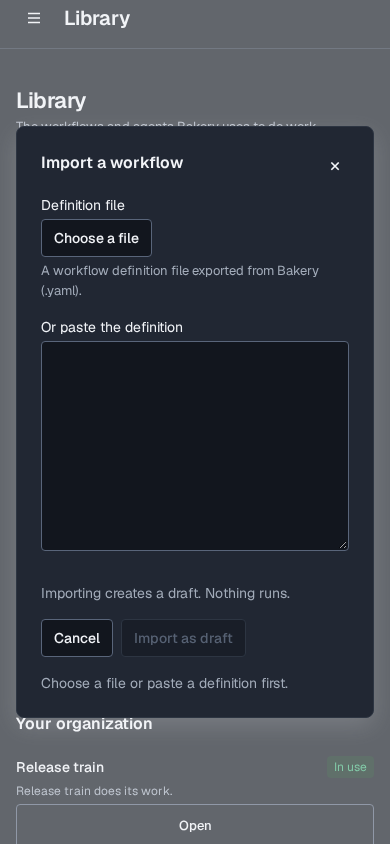 Library
Library
The workflows and agents Bakery uses to do work.
Import a workflow
×
Definition file
Choose a file
A workflow definition file exported from Bakery
(.yaml).
Or paste the definition
Importing creates a draft. Nothing runs.
Cancel
Import as draft
Choose a file or paste a definition first.
Your organization
Release train
In use
Release train does its work.
Open